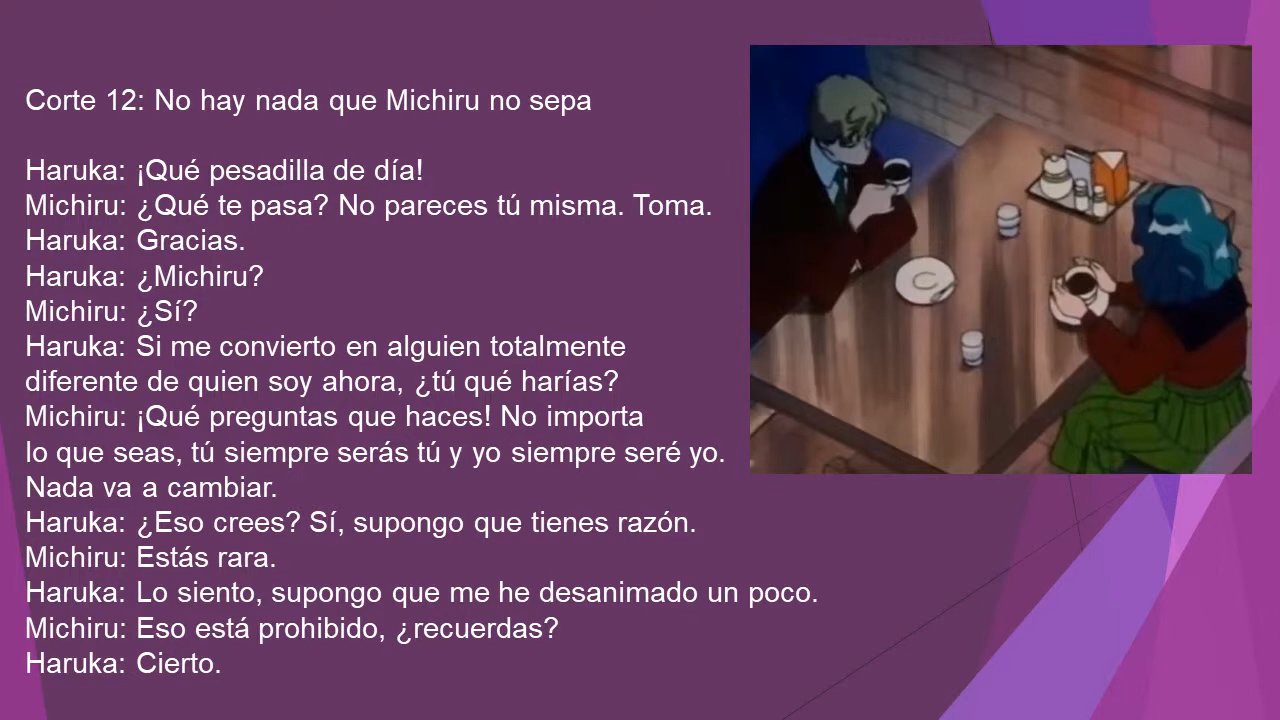 Corte 12: No hay nada que Michiru no sepa
Haruka: ¡Qué pesadilla de día!
Michiru: ¿Qué te pasa? No pareces tú misma. Toma.
Haruka: Gracias.
Haruka: ¿Michiru?
Michiru: ¿Sí?
Haruka: Si me convierto en alguien totalmente
diferente de quien soy ahora, ¿tú qué harías?
Michiru: ¡Qué preguntas que haces! No importa
lo que seas, tú siempre serás tú y yo siempre seré yo.
Nada va a cambiar.
Haruka: ¿Eso crees? Sí, supongo que tienes razón.
Michiru: Estás rara.
Haruka: Lo siento, supongo que me he desanimado un poco.
Michiru: Eso está prohibido, ¿recuerdas?
Haruka: Cierto.